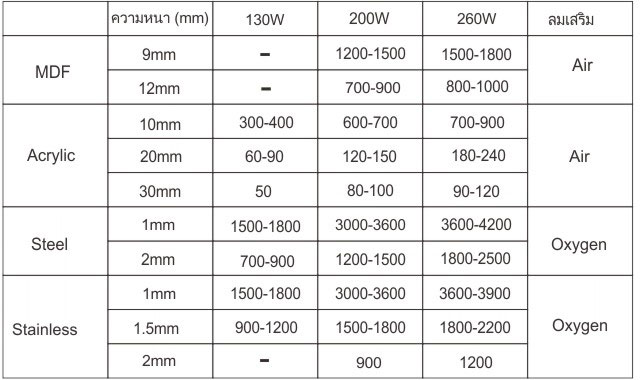 ความหนา (mm) 130W 200W 260W ลมเสริม
MDF 9mm – 1200-1500 1500-1800 Air
12mm – 700-900 800-1000
Acrylic 10mm 300-400 600-700 700-900 Air
20mm 60-90 120-150 180-240
30mm 50 80-100 90-120
Steel 1mm 1500-1800 3000-3600 3600-4200 Oxygen
2mm 700-900 1200-1500 1800-2500
Stainless 1mm 1500-1800 3000-3600 3600-3900 Oxygen
1.5mm 900-1200 1500-1800 1800-2200
2mm – 900 1200